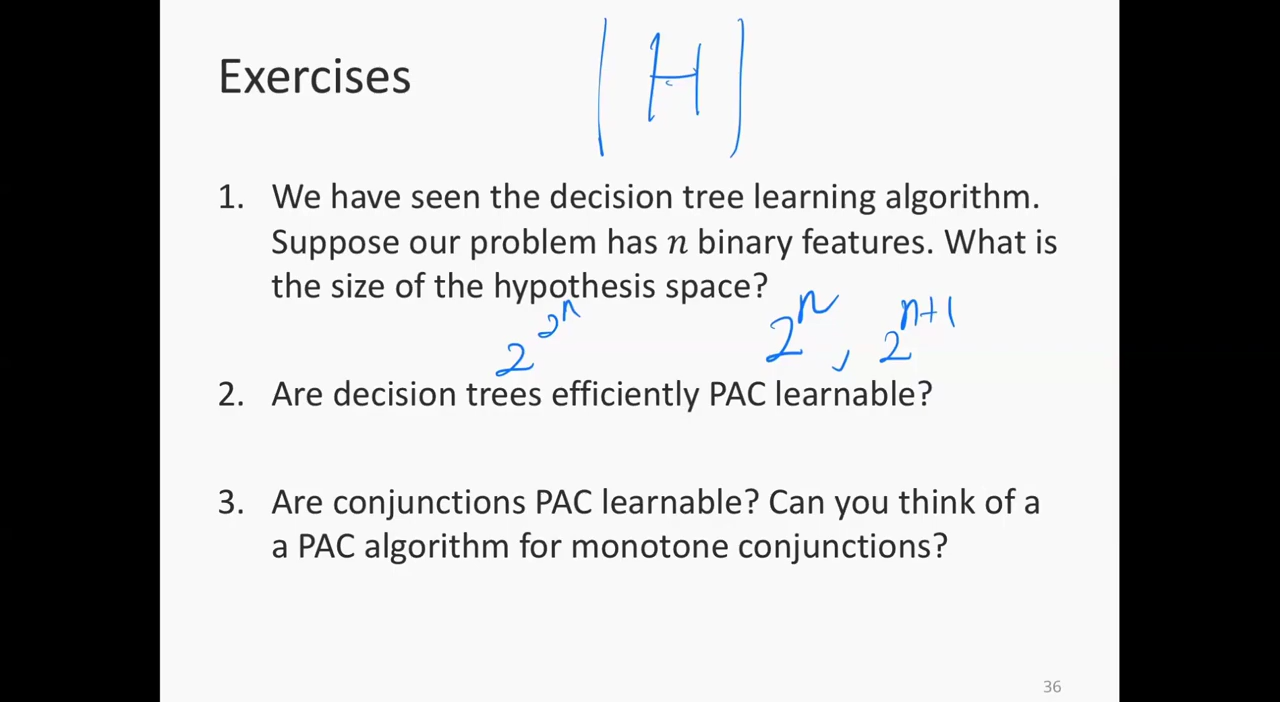 Exercises
|H|
1. We have seen the decision tree learning algorithm.
Suppose our problem has n binary features. What is
the size of the hypothesis space?
2^2^n 2^n, 2^n+1
2. Are decision trees efficiently PAC learnable?
3. Are conjunctions PAC learnable? Can you think of a
a PAC algorithm for monotone conjunctions?
36